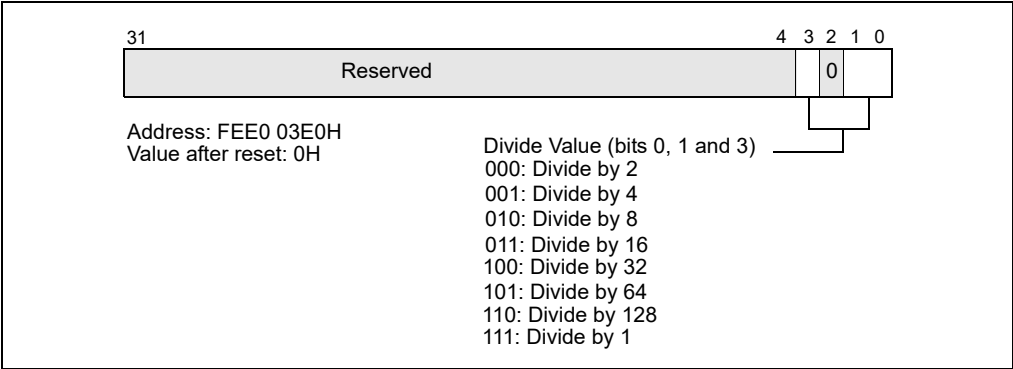 31 4 3 2 1 0
Reserved 0
Address: FEE0 03E0H
Value after reset: 0H
Divide Value (bits 0, 1 and 3)
000: Divide by 2
001: Divide by 4
010: Divide by 8
011: Divide by 16
100: Divide by 32
101: Divide by 64
110: Divide by 128
111: Divide by 1